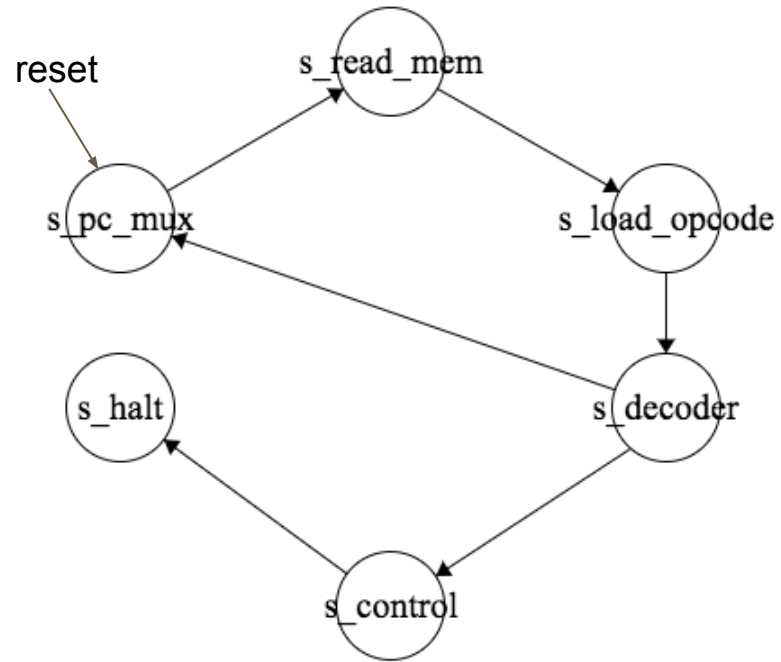 s_read_mem
reset
s_pc_mux
s_load_opcode
s_halt
s_decoder
s_control